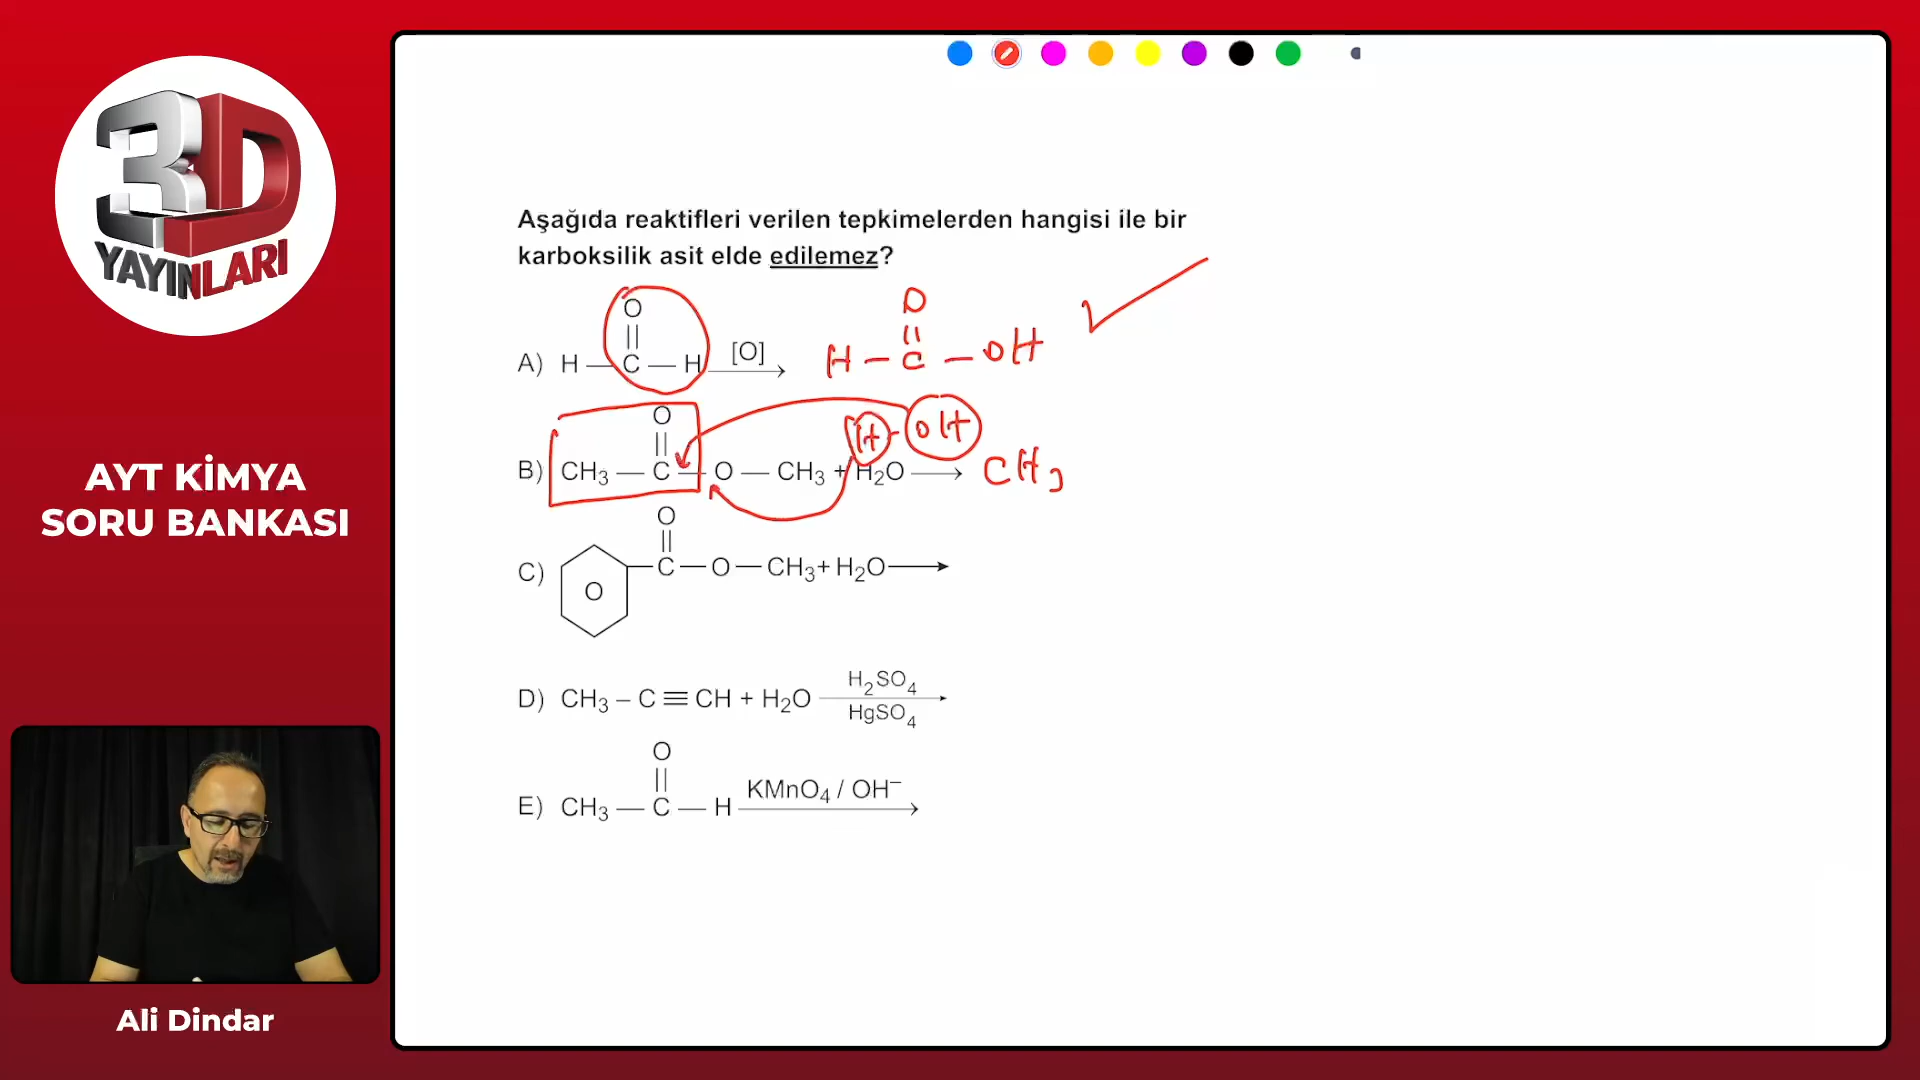 3D
YAYINLARI
AYT KİMYA
SORU BANKASI
Ali Dindar
Aşağıda reaktifleri verilen tepkimelerden hangisi ile bir
karboksilik asit elde edilemez?
O
||
A) H — C — H [O] →
O
||
H — C — OH
O
||
B) CH₃ — C — O — CH₃ + H₂O → CH₃
H - OH
O
||
C) O — C — O — CH₃ + H₂O →
D) CH₃ – C ≡ CH + H₂O H₂SO₄ / HgSO₄ →
O
||
E) CH₃ — C — H KMnO₄ / OH⁻ →